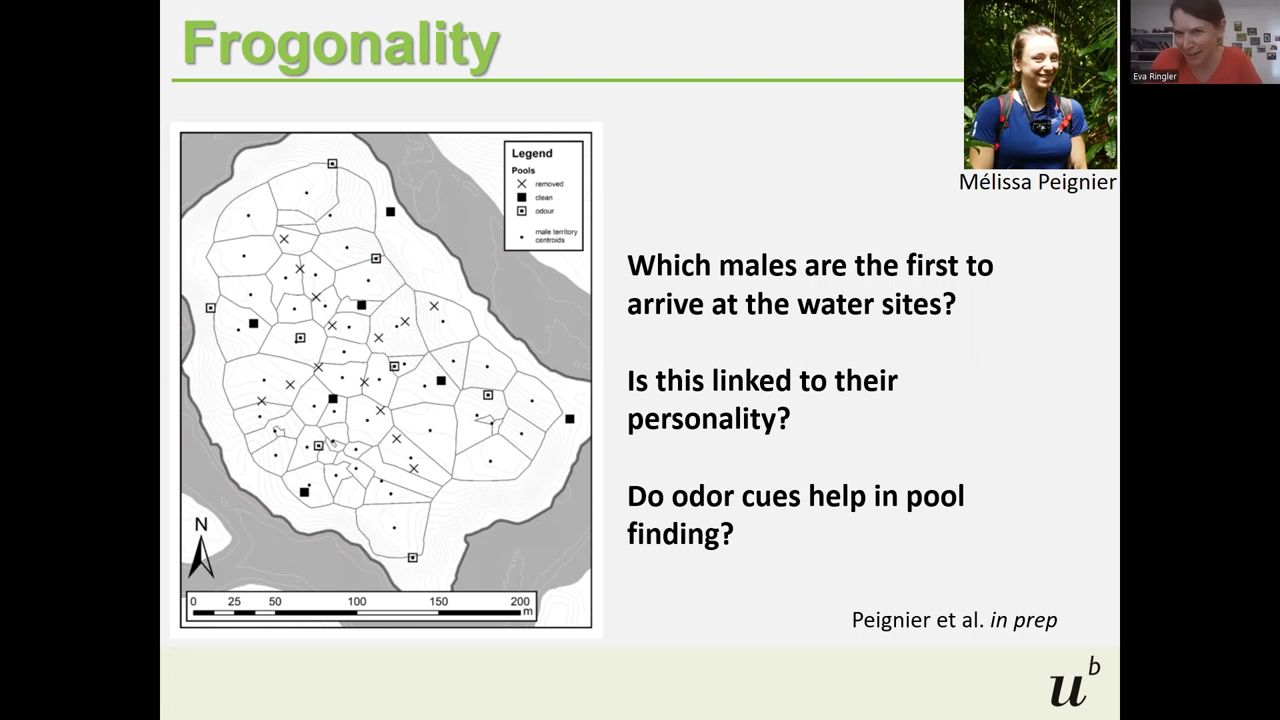 Frogonality
Eva Ringler
Mélissa Peignier
Legend
Pools
removed
clean
odour
male territory
centroids
N
0 25 50 100 150 200
m
Which males are the first to
arrive at the water sites?
Is this linked to their
personality?
Do odor cues help in pool
finding?
Peignier et al. in prep
u
b